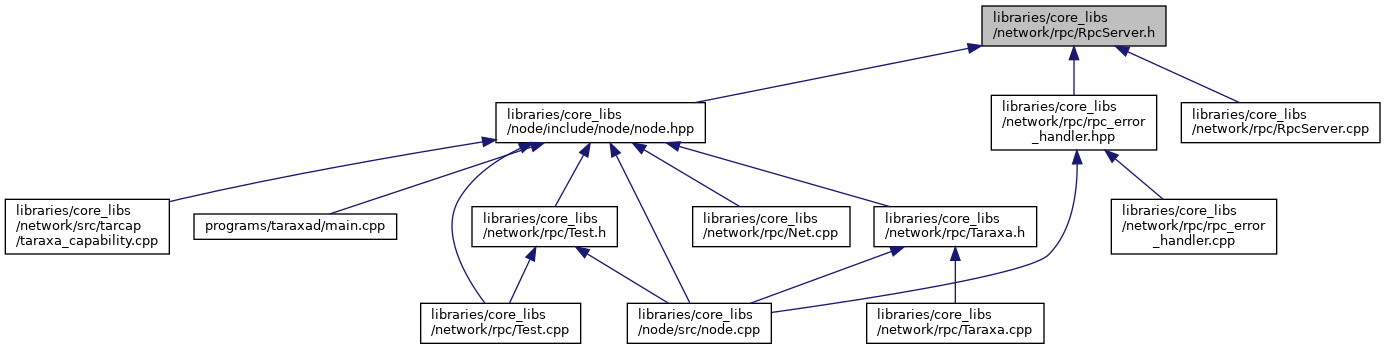 libraries/core_libs
/network/rpc/RpcServer.h
libraries/core_libs
/node/include/node/node.hpp
libraries/core_libs
/network/rpc/rpc_error
_handler.hpp
libraries/core_libs
/network/rpc/RpcServer.cpp
libraries/core_libs
/network/src/tarcap
/taraxa_capability.cpp
programs/taraxad/main.cpp
libraries/core_libs
/network/rpc/Test.h
libraries/core_libs
/network/rpc/Net.cpp
libraries/core_libs
/network/rpc/Taraxa.h
libraries/core_libs
/network/rpc/rpc_error
_handler.cpp
libraries/core_libs
/network/rpc/Test.cpp
libraries/core_libs
/node/src/node.cpp
libraries/core_libs
/network/rpc/Taraxa.cpp